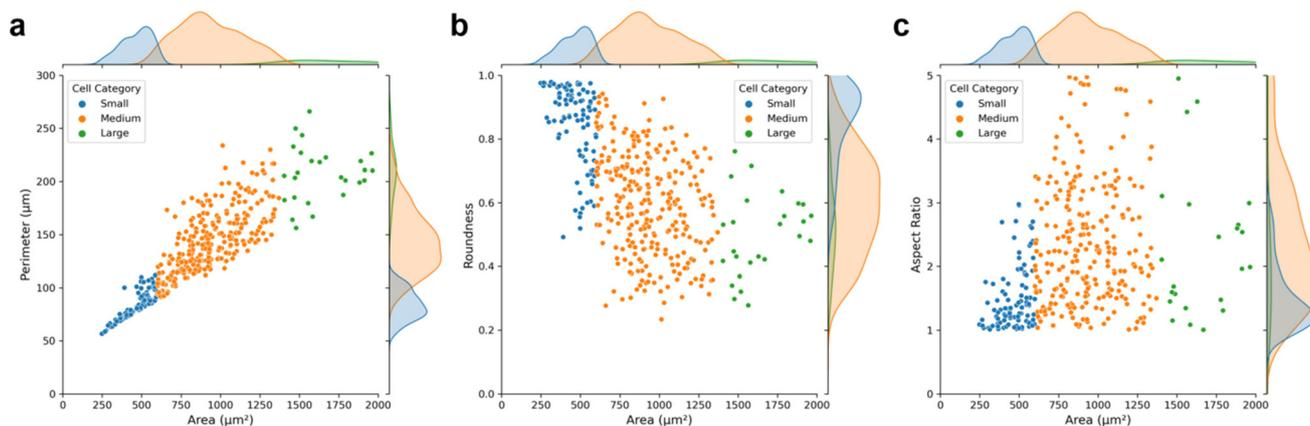 a
300
250
200
150
100
50
0
Perimeter (μm)
Cell Category
Small
Medium
Large
0 250 500 750 1000 1250 1500 1750 2000
Area (μm²)
b
1.0
0.8
0.6
0.4
0.2
0.0
Roundness
Cell Category
Small
Medium
Large
0 250 500 750 1000 1250 1500 1750 2000
Area (μm²)
c
5
4
3
2
1
0
Aspect Ratio
Cell Category
Small
Medium
Large
0 250 500 750 1000 1250 1500 1750 2000
Area (μm²)